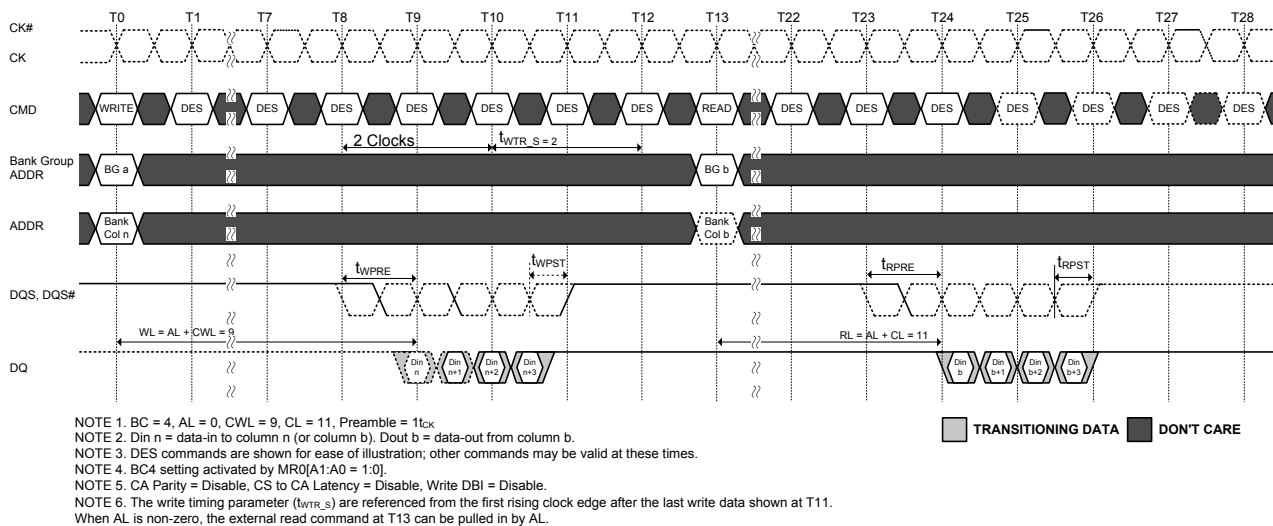 T0 T1 T7 T8 T9 T10 T11 T12 T13 T22 T23 T24 T25 T26 T27 T28
CK#
CK
CMD WRITE DES DES DES DES DES DES DES READ DES DES DES DES DES DES DES
2 Clocks tWTR_S = 2
Bank Group
ADDR
BG a BG b
ADDR
Bank
Col n
Bank
Col b
tWPRE tWPST tRPRE tRPST
DQS, DQS#
WL = AL + CWL = 9 RL = AL + CL = 11
DQ
Din
n
Din
n+1
Din
n+2
Din
n+3
Din
b
Din
b+1
Din
b+2
Din
b+3
NOTE 1. BC = 4, AL = 0, CWL = 9, CL = 11, Preamble = 1tCK
NOTE 2. Din n = data-in to column n (or column b). Dout b = data-out from column b.
NOTE 3. DES commands are shown for ease of illustration; other commands may be valid at these times.
NOTE 4. BC4 setting activated by MR0[A1:A0 = 1:0].
NOTE 5. CA Parity = Disable, CS to CA Latency = Disable, Write DBI = Disable.
NOTE 6. The write timing parameter (tWTR_S) are referenced from the first rising clock edge after the last write data shown at T11.
When AL is non-zero, the external read command at T13 can be pulled in by AL.
TRANSITIONING DATA DON'T CARE